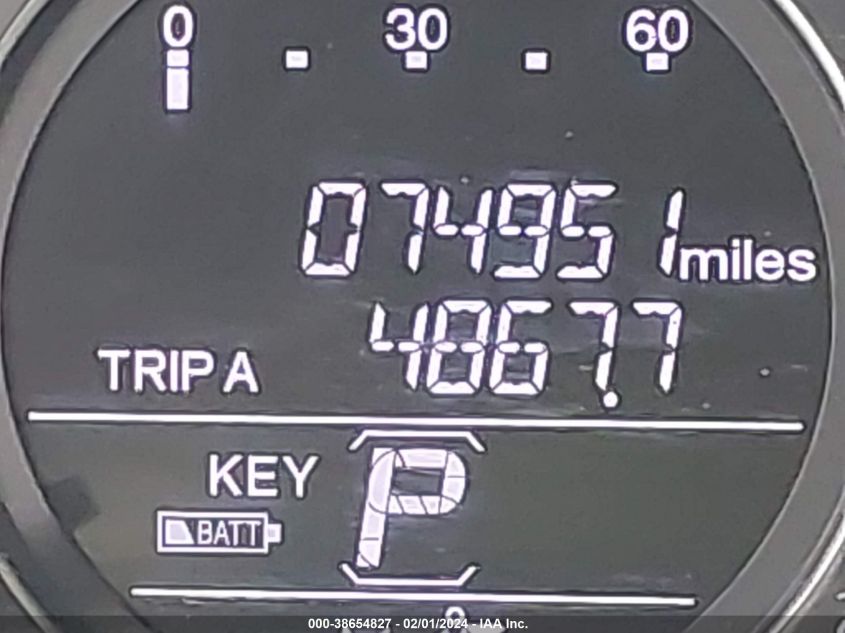 0 30 60
074951 miles
TRIP A 4867.7
KEY P
BATT
000-38654827 - 02/01/2024 - IAA Inc.